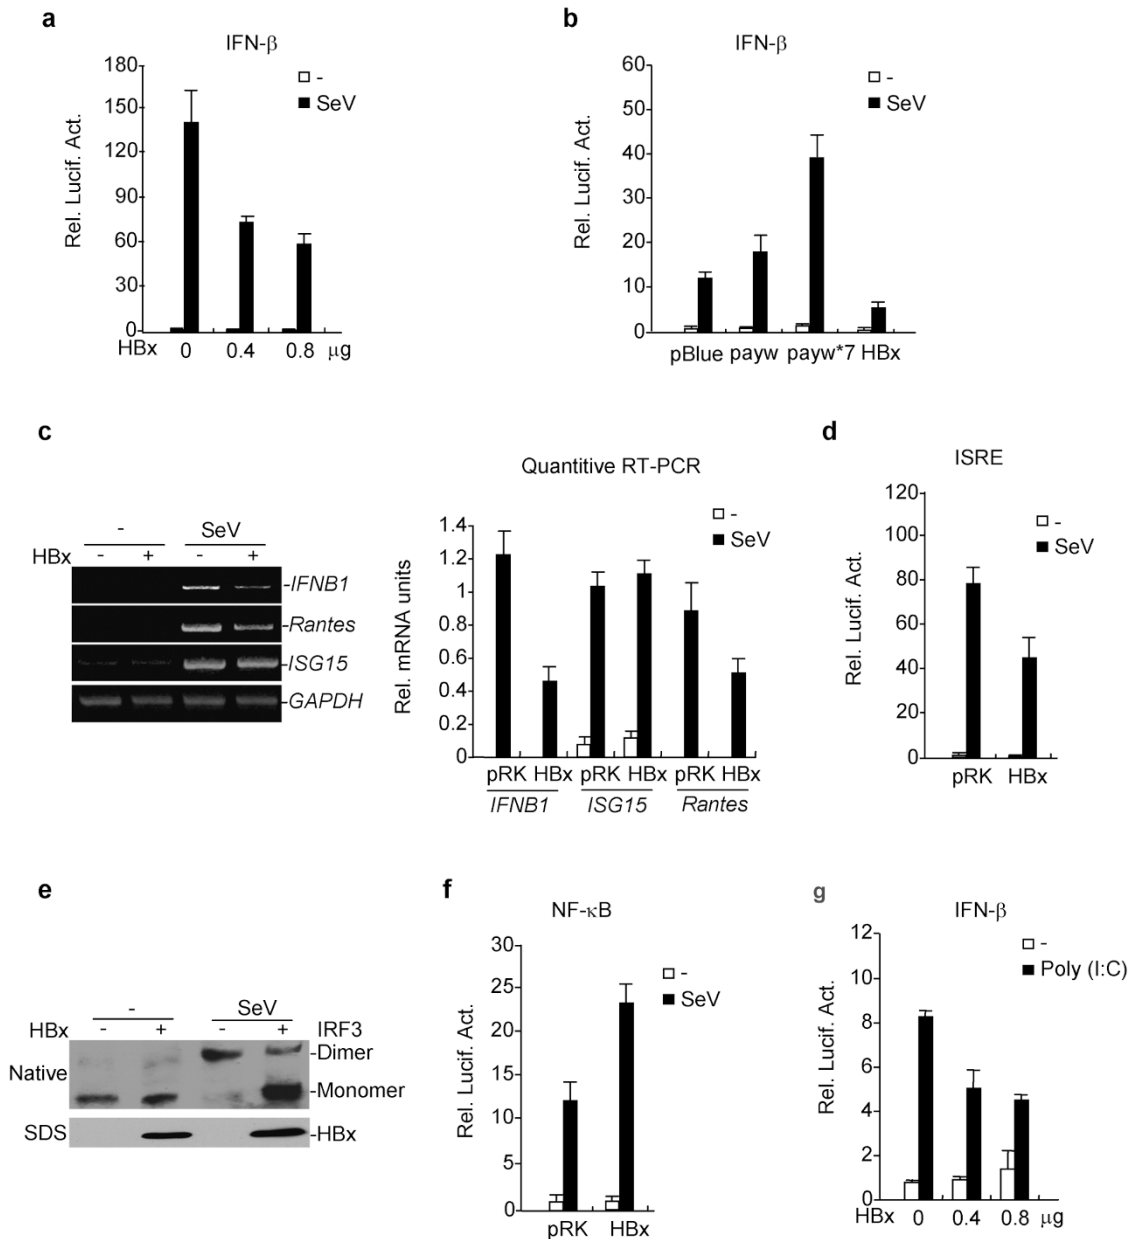 a
IFN-β
180
150
120
90
60
30
0
Rel. Lucif. Act.
-
SeV
HBx 0 0.4 0.8 μg
b
IFN-β
60
50
40
30
20
10
0
Rel. Lucif. Act.
-
SeV
pBlue payw payw*7 HBx
c
- SeV
HBx - + - +
-IFNB1
-Rantes
-ISG15
-GAPDH
Quantitive RT-PCR
1.4
1.2
1
0.8
0.6
0.4
0.2
0
Rel. mRNA units
-
SeV
pRK HBx pRK HBx pRK HBx
IFNB1 ISG15 Rantes
d
ISRE
120
100
80
60
40
20
0
Rel. Lucif. Act.
-
SeV
pRK HBx
e
- SeV
HBx - + - + IRF3
Native
-Dimer
-Monomer
SDS -HBx
f
NF-κB
30
25
20
15
10
5
0
Rel. Lucif. Act.
-
SeV
pRK HBx
g
IFN-β
12
10
8
6
4
2
0
Rel. Lucif. Act.
-
Poly (I:C)
HBx 0 0.4 0.8 μg